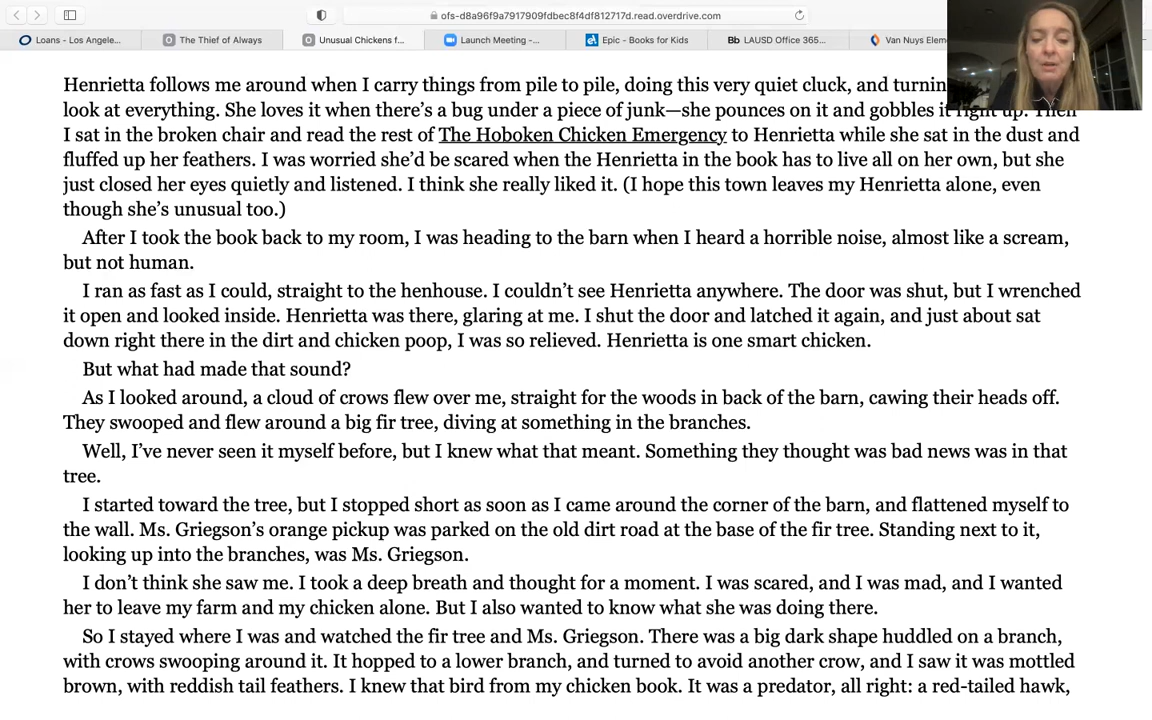 ofs-d8a96f9a7917909fdbec8f4df812717d.read.overdrive.com
Loans - Los Angele...
The Thief of Always
Unusual Chickens f...
Launch Meeting -...
Epic - Books for Kids
Bb LAUSD Office 365...
Van Nuys Elem
Henrietta follows me around when I carry things from pile to pile, doing this very quiet cluck, and
look at everything. She loves it when there's a bug under a piece of junk—she pounces on it and gobbles it right up. Then
I sat in the broken chair and read the rest of The Hoboken Chicken Emergency to Henrietta while she sat in the dust and
fluffed up her feathers. I was worried she'd be scared when the Henrietta in the book has to live all on her own, but she
just closed her eyes quietly and listened. I think she really liked it. (I hope this town leaves my Henrietta alone, even
though she's unusual too.)
After I took the book back to my room, I was heading to the barn when I heard a horrible noise, almost like a scream,
but not human.
I ran as fast as I could, straight to the henhouse. I couldn't see Henrietta anywhere. The door was shut, but I wrenched
it open and looked inside. Henrietta was there, glaring at me. I shut the door and latched it again, and just about sat
down right there in the dirt and chicken poop, I was so relieved. Henrietta is one smart chicken.
But what had made that sound?
As I looked around, a cloud of crows flew over me, straight for the woods in back of the barn, cawing their heads off.
They swooped and flew around a big fir tree, diving at something in the branches.
Well, I've never seen it myself before, but I knew what that meant. Something they thought was bad news was in that
tree.
I started toward the tree, but I stopped short as soon as I came around the corner of the barn, and flattened myself to
the wall. Ms. Griegson's orange pickup was parked on the old dirt road at the base of the fir tree. Standing next to it,
looking up into the branches, was Ms. Griegson.
I don't think she saw me. I took a deep breath and thought for a moment. I was scared, and I was mad, and I wanted
her to leave my farm and my chicken alone. But I also wanted to know what she was doing there.
So I stayed where I was and watched the fir tree and Ms. Griegson. There was a big dark shape huddled on a branch,
with crows swooping around it. It hopped to a lower branch, and turned to avoid another crow, and I saw it was mottled
brown, with reddish tail feathers. I knew that bird from my chicken book. It was a predator, all right: a red-tailed hawk,